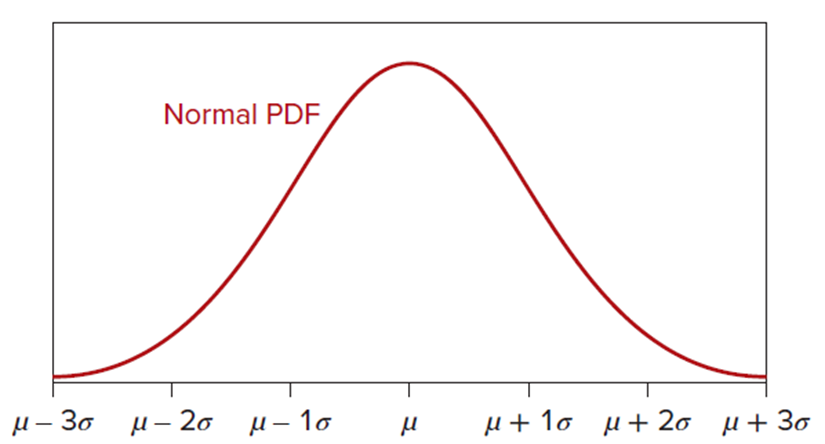 Normal PDF
μ – 3σ μ – 2σ μ – 1σ μ μ + 1σ μ + 2σ μ + 3σ